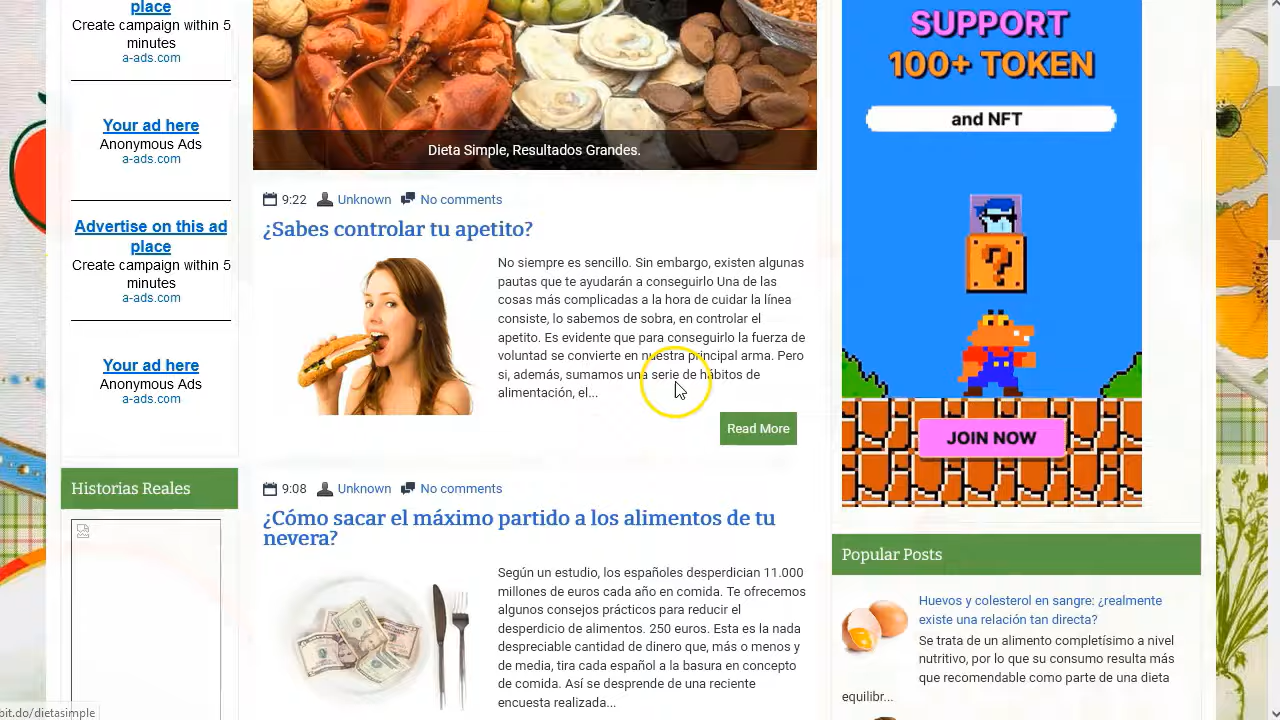 place
Create campaign within 5
minutes
a-ads.com
Your ad here
Anonymous Ads
a-ads.com
Advertise on this ad
place
Create campaign within 5
minutes
a-ads.com
Your ad here
Anonymous Ads
a-ads.com
Historias Reales
Dieta Simple, Resultados Grandes.
9:22 Unknown No comments
¿Sabes controlar tu apetito?
No siempre es sencillo. Sin embargo, existen algunas
pautas que te ayudarán a conseguirlo Una de las
cosas más complicadas a la hora de cuidar la línea
consiste, lo sabemos de sobra, en controlar el
apetito. Es evidente que para conseguirlo la fuerza de
voluntad se convierte en nuestra principal arma. Pero
si, además, sumamos una serie de hábitos de
alimentación, el...
Read More
9:08 Unknown No comments
¿Cómo sacar el máximo partido a los alimentos de tu
nevera?
Según un estudio, los españoles desperdician 11.000
millones de euros cada año en comida. Te ofrecemos
algunos consejos prácticos para reducir el
desperdicio de alimentos. 250 euros. Esta es la nada
despreciable cantidad de dinero que, más o menos y
de media, tira cada español a la basura en concepto
de comida. Así se desprende de una reciente
encuesta realizada...
SUPPORT
100+ TOKEN
and NFT
?
JOIN NOW
Popular Posts
Huevos y colesterol en sangre: ¿realmente
existe una relación tan directa?
Se trata de un alimento completísimo a nivel
nutritivo, por lo que su consumo resulta más
que recomendable como parte de una dieta
equilibr...
bit.do/dietasimple